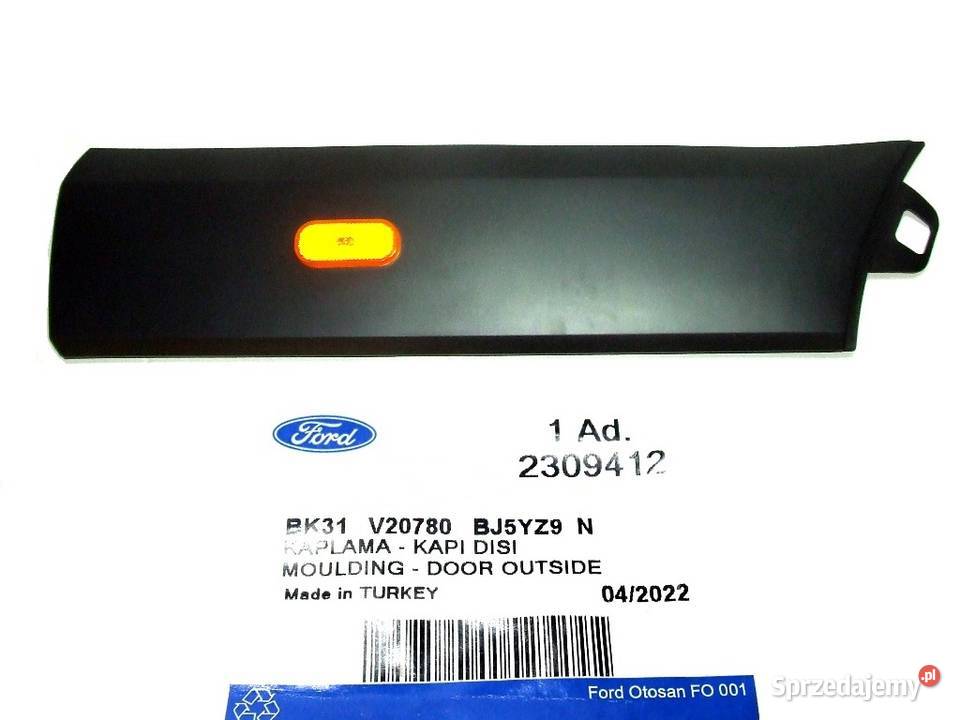 Ford
1 Ad.
2309412
BK31 V20780 BJ5YZ9 N
KAPLAMA - KAPI DISI
MOULDING - DOOR OUTSIDE
Made in TURKEY
04/2022
Ford Otosan FO 001
Sprzedajemy.pl